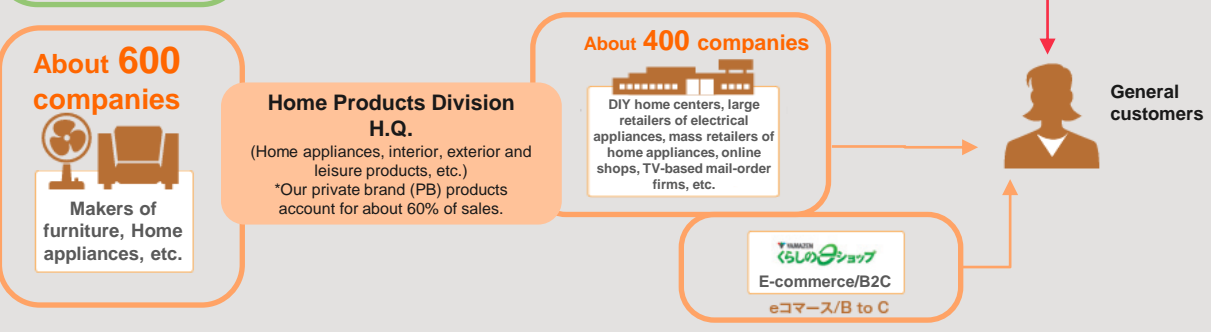 About 600
companies
Makers of
furniture, Home
appliances, etc.
Home Products Division
H.Q.
(Home appliances, interior, exterior and
leisure products, etc.)
*Our private brand (PB) products
account for about 60% of sales.
About 400 companies
DIY home centers, large
retailers of electrical
appliances, mass retailers of
home appliances, online
shops, TV-based mail-order
firms, etc.
YAMAZEN
くらしのeショップ
E-commerce/B2C
eコマース/B to C
General
customers